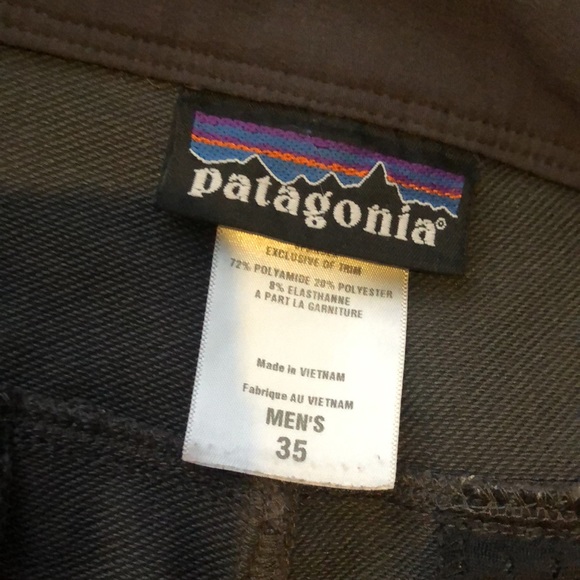 patagonia®
EXCLUSIVE OF TRIM
72% POLYAMIDE 20% POLYESTER
8% ELASTHANNE
A PART LA GARNITURE
Made in VIETNAM
Fabrique AU VIETNAM
MEN'S
35